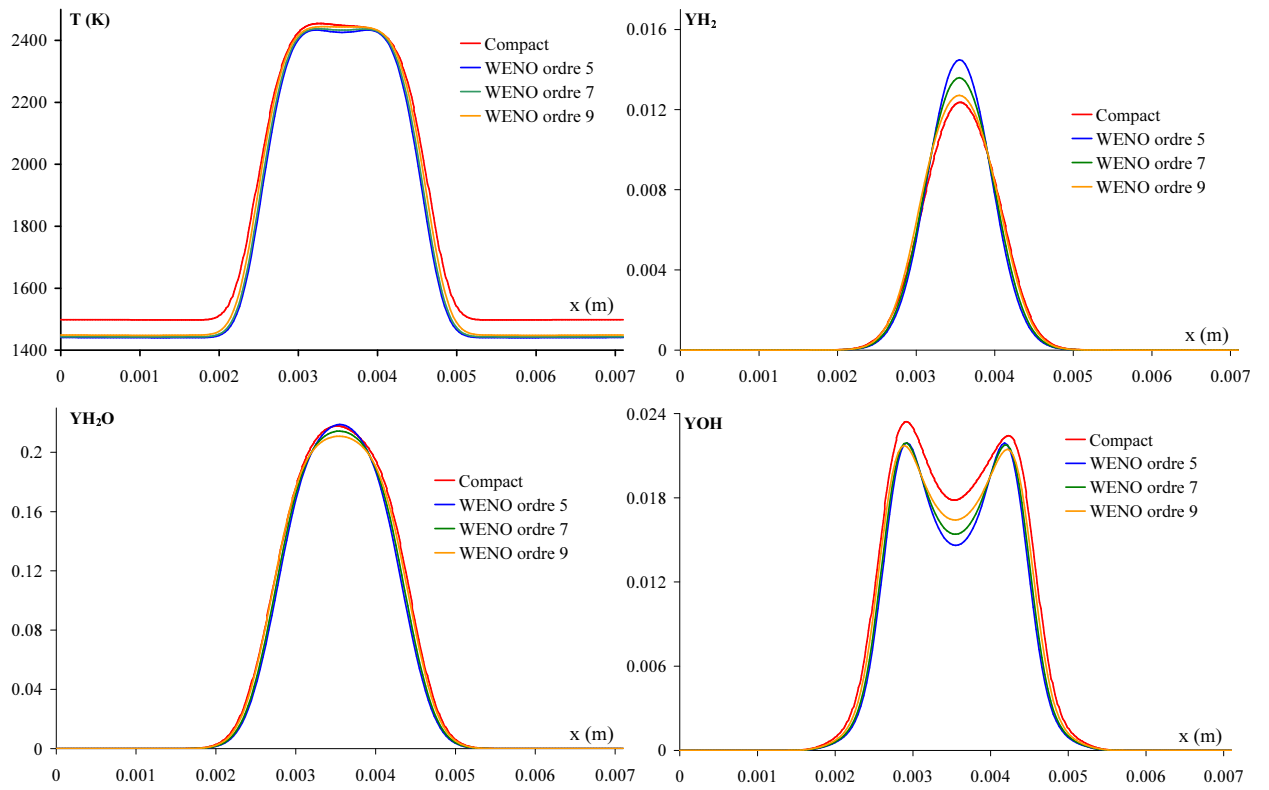 T (K)
2400
2200
2000
1800
1600
1400
Compact
WENO ordre 5
WENO ordre 7
WENO ordre 9
x (m)
0 0.001 0.002 0.003 0.004 0.005 0.006 0.007
YH₂
0.016
0.012
0.008
0.004
0
Compact
WENO ordre 5
WENO ordre 7
WENO ordre 9
x (m)
0 0.001 0.002 0.003 0.004 0.005 0.006 0.007
YH₂O
0.2
0.16
0.12
0.08
0.04
0
Compact
WENO ordre 5
WENO ordre 7
WENO ordre 9
x (m)
0 0.001 0.002 0.003 0.004 0.005 0.006 0.007
YOH
0.024
0.018
0.012
0.006
0
Compact
WENO ordre 5
WENO ordre 7
WENO ordre 9
x (m)
0 0.001 0.002 0.003 0.004 0.005 0.006 0.007